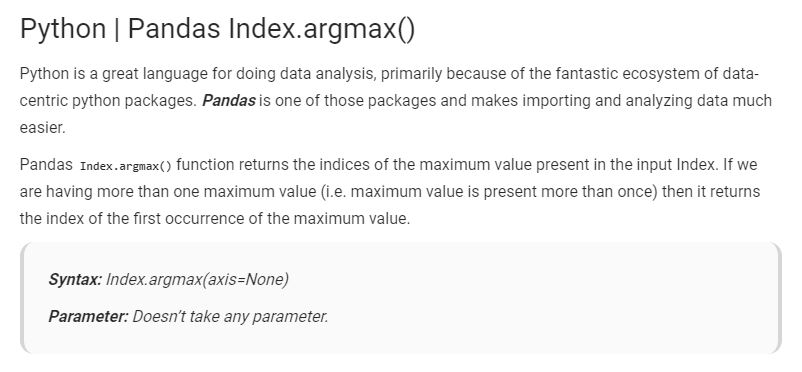 Python | Pandas Index.argmax()
Python is a great language for doing data analysis, primarily because of the fantastic ecosystem of data-
centric python packages. Pandas is one of those packages and makes importing and analyzing data much
easier.
Pandas Index.argmax() function returns the indices of the maximum value present in the input Index. If we
are having more than one maximum value (i.e. maximum value is present more than once) then it returns
the index of the first occurrence of the maximum value.
Syntax: Index.argmax(axis=None)
Parameter: Doesn’t take any parameter.